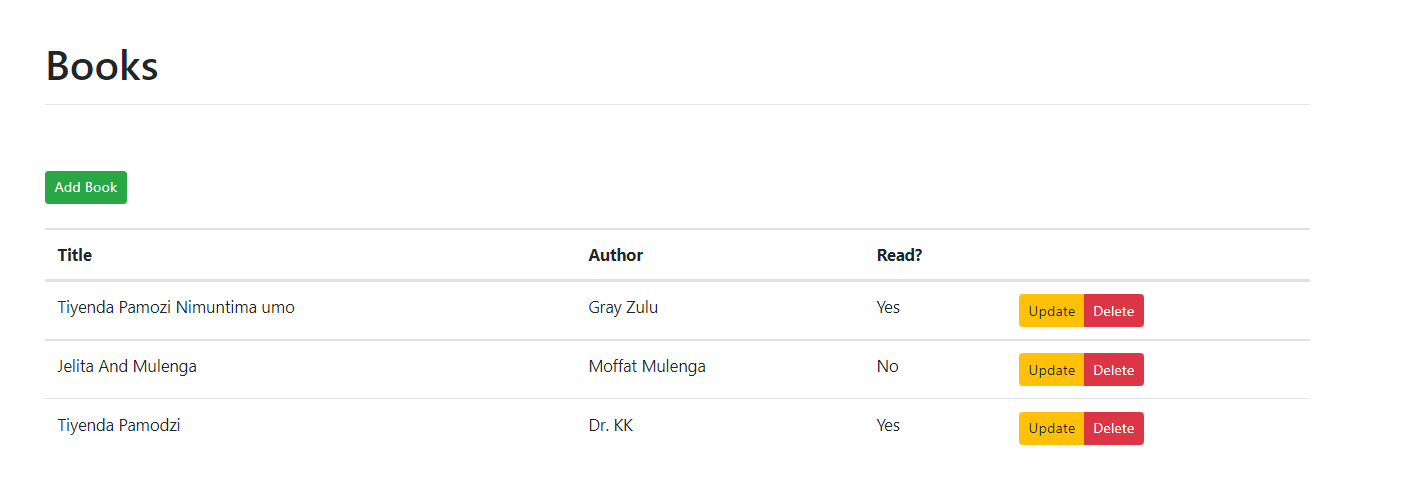 Books
Add Book
Title Author Read?
Tiyenda Pamozi Nimuntima umo Gray Zulu Yes Update Delete
Jelita And Mulenga Moffat Mulenga No Update Delete
Tiyenda Pamodzi Dr. KK Yes Update Delete